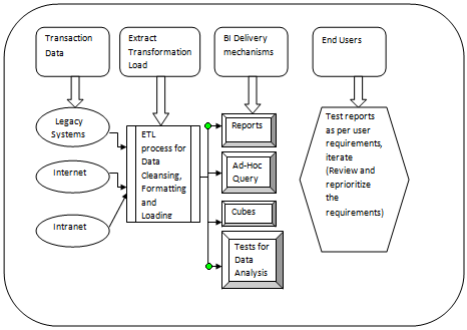 Transaction
Data
Extract
Transformation
Load
BI Delivery
mechanisms
End Users
Legacy
Systems
Internet
Intranet
ETL
process for
Data
Cleansing,
Formatting
and
Loading
Reports
Ad-Hoc
Query
Cubes
Tests for
Data
Analysis
Test reports
as per user
requirements,
iterate
(Review and
reprioritize
the
requirements)